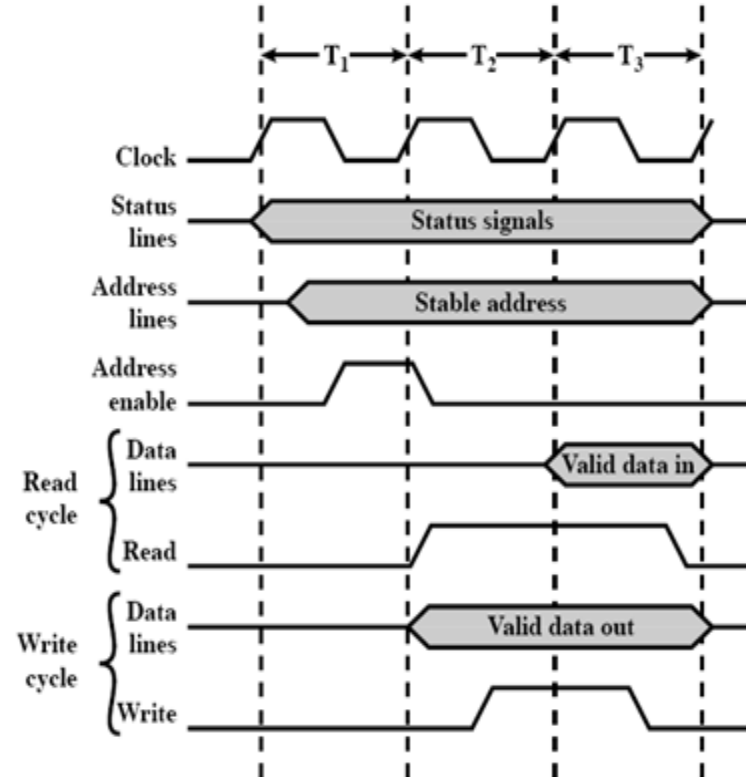 T1 T2 T3
Clock
Status
lines
Status signals
Address
lines
Stable address
Address
enable
Read
cycle
Data
lines
Valid data in
Read
Write
cycle
Data
lines
Valid data out
Write